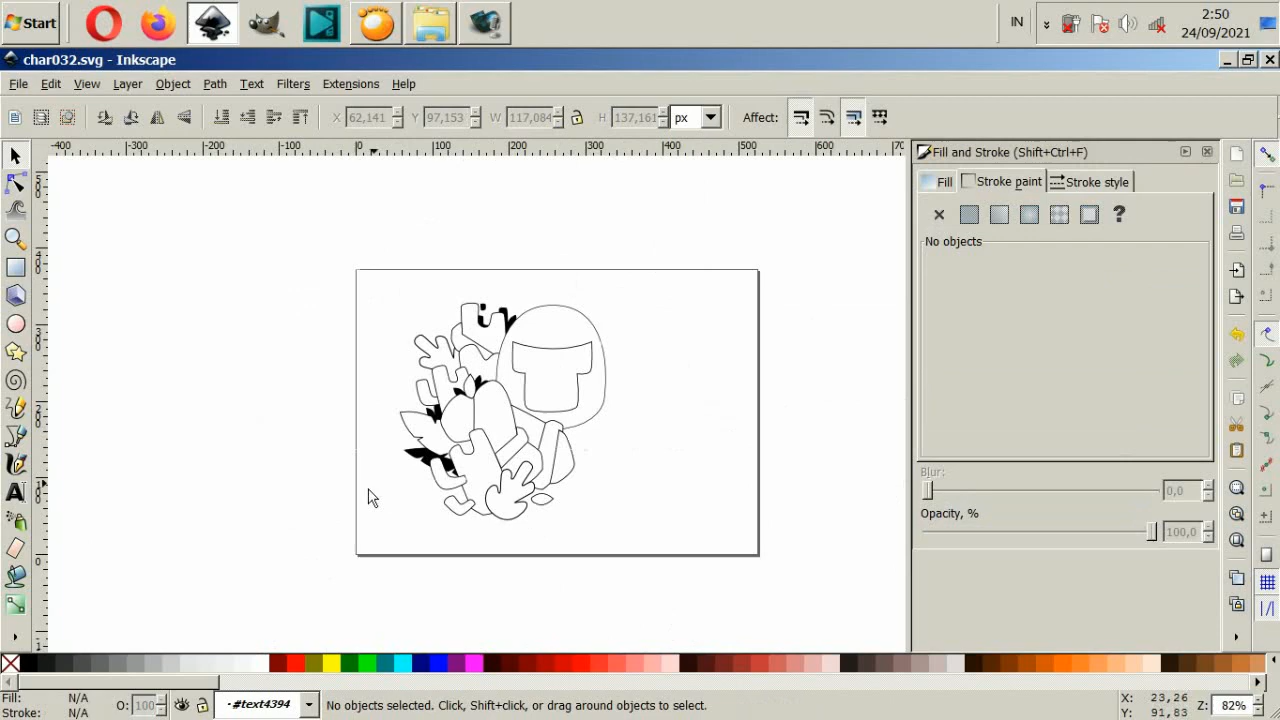 Start
IN
2:50
24/09/2021
char032.svg - Inkscape
File Edit View Layer Object Path Text Filters Extensions Help
X 62,141 Y 97,153 W 117,084 H 137,161 px Affect:
-400 -300 -200 -100 0 100 200 300 400 500 600
Fill and Stroke (Shift+Ctrl+F)
Fill Stroke paint Stroke style
?
No objects
Blur:
0,0
Opacity, %
100,0
Fill: N/A
Stroke: N/A
O: 100
·#text4394
No objects selected. Click, Shift+click, or drag around objects to select.
X: 23,26
Y: 91,83
Z: 82%